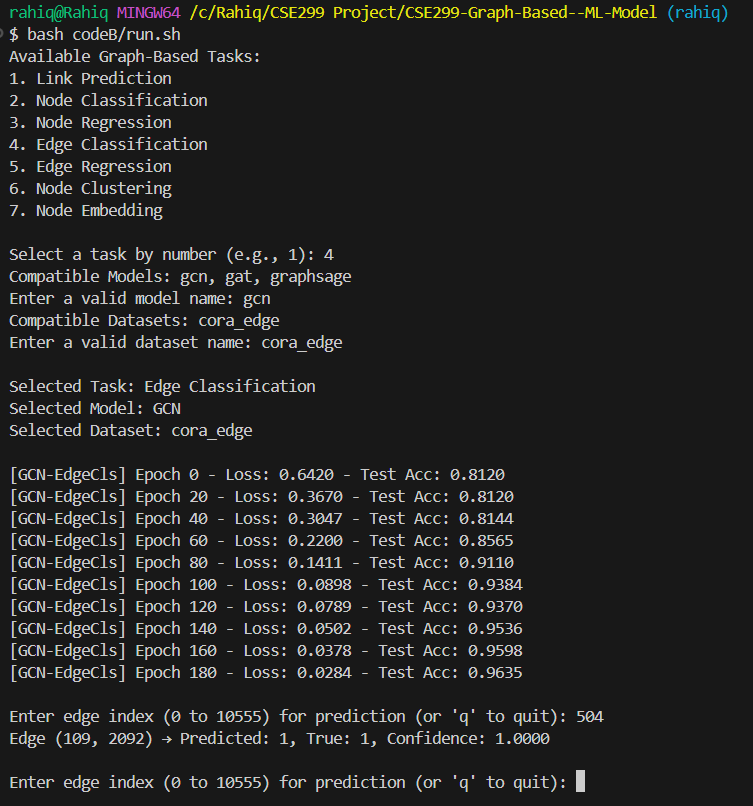 rahiq@Rahiq MINGW64 /c/Rahiq/CSE299 Project/CSE299-Graph-Based--ML-Model (rahiq)
$ bash codeB/run.sh
Available Graph-Based Tasks:
1. Link Prediction
2. Node Classification
3. Node Regression
4. Edge Classification
5. Edge Regression
6. Node Clustering
7. Node Embedding
Select a task by number (e.g., 1): 4
Compatible Models: gcn, gat, graphsage
Enter a valid model name: gcn
Compatible Datasets: cora_edge
Enter a valid dataset name: cora_edge
Selected Task: Edge Classification
Selected Model: GCN
Selected Dataset: cora_edge
[GCN-EdgeCls] Epoch 0 - Loss: 0.6420 - Test Acc: 0.8120
[GCN-EdgeCls] Epoch 20 - Loss: 0.3670 - Test Acc: 0.8120
[GCN-EdgeCls] Epoch 40 - Loss: 0.3047 - Test Acc: 0.8144
[GCN-EdgeCls] Epoch 60 - Loss: 0.2200 - Test Acc: 0.8565
[GCN-EdgeCls] Epoch 80 - Loss: 0.1411 - Test Acc: 0.9110
[GCN-EdgeCls] Epoch 100 - Loss: 0.0898 - Test Acc: 0.9384
[GCN-EdgeCls] Epoch 120 - Loss: 0.0789 - Test Acc: 0.9370
[GCN-EdgeCls] Epoch 140 - Loss: 0.0502 - Test Acc: 0.9536
[GCN-EdgeCls] Epoch 160 - Loss: 0.0378 - Test Acc: 0.9598
[GCN-EdgeCls] Epoch 180 - Loss: 0.0284 - Test Acc: 0.9635
Enter edge index (0 to 10555) for prediction (or 'q' to quit): 504
Edge (109, 2092) → Predicted: 1, True: 1, Confidence: 1.0000
Enter edge index (0 to 10555) for prediction (or 'q' to quit):